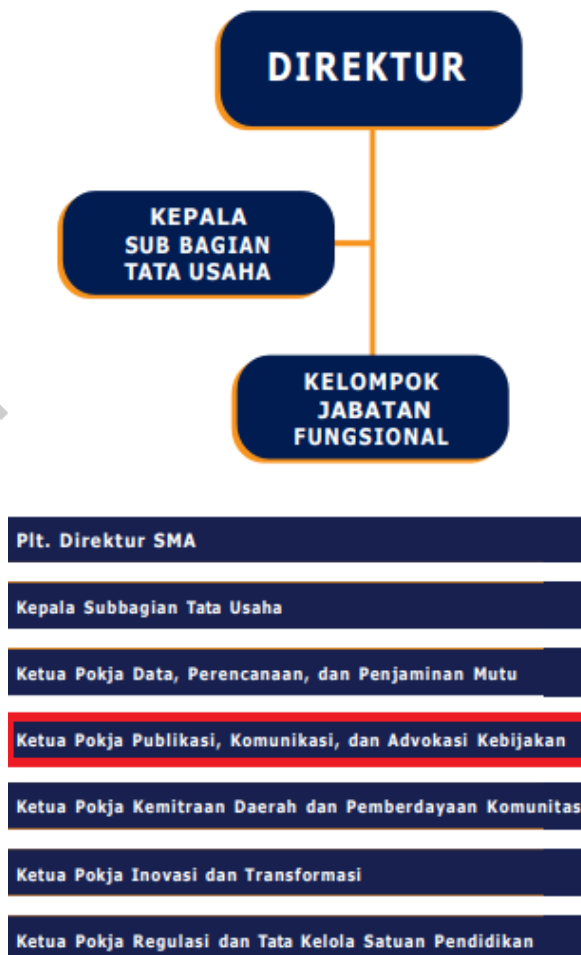 DIREKTUR
KEPALA
SUB BAGIAN
TATA USAHA
KELOMPOK
JABATAN
FUNGSIONAL
Plt. Direktur SMA
Kepala Subbagian Tata Usaha
Ketua Pokja Data, Perencanaan, dan Penjaminan Mutu
Ketua Pokja Publikasi, Komunikasi, dan Advokasi Kebijakan
Ketua Pokja Kemitraan Daerah dan Pemberdayaan Komunitas
Ketua Pokja Inovasi dan Transformasi
Ketua Pokja Regulasi dan Tata Kelola Satuan Pendidikan